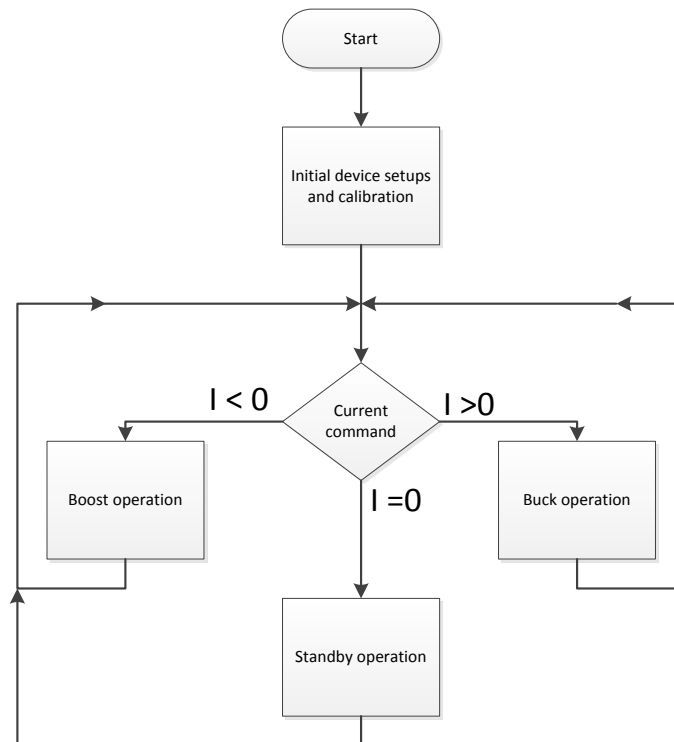 Start
Initial device setups
and calibration
I < 0
Current
command
I >0
Boost operation
I =0
Buck operation
Standby operation